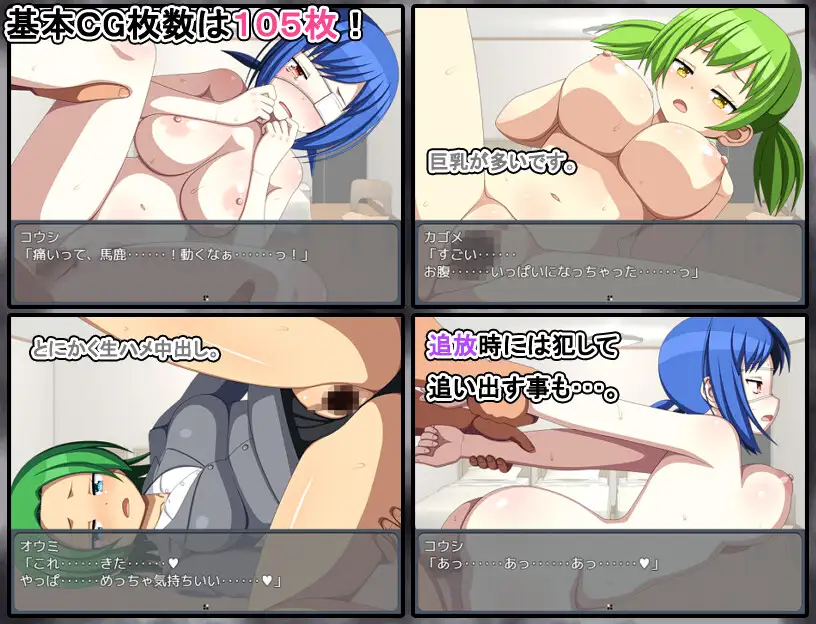 基本CG枚数は105枚!
コウシ
「痛いって、馬鹿……!動くなぁ……っ!」
巨乳が多いです。
カゴメ
「すごい……
お腹……いっぱいになっちゃった……っ」
とにかく生ハメ中出し。
オウミ
「これ……きた……♥
やっぱ……めっちゃ気持ちいい……♥」
追放時には犯して
追い出す事も…。
コウシ
「あっ……あっ……あっ……♥」